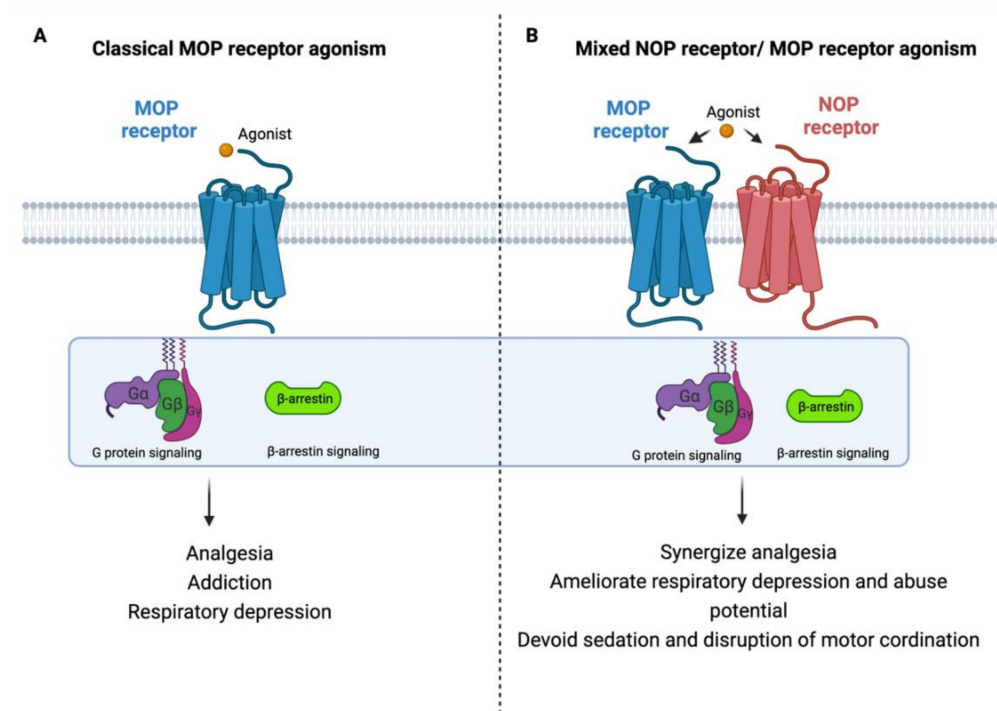 A
Classical MOP receptor agonism
MOP
receptor
Agonist
Gα
Gβ
Gγ
β-arrestin
G protein signaling
β-arrestin signaling
Analgesia
Addiction
Respiratory depression
B
Mixed NOP receptor/ MOP receptor agonism
MOP
receptor
Agonist
NOP
receptor
Gα
Gβ
Gγ
β-arrestin
G protein signaling
β-arrestin signaling
Synergize analgesia
Ameliorate respiratory depression and abuse
potential
Devoid sedation and disruption of motor cordination